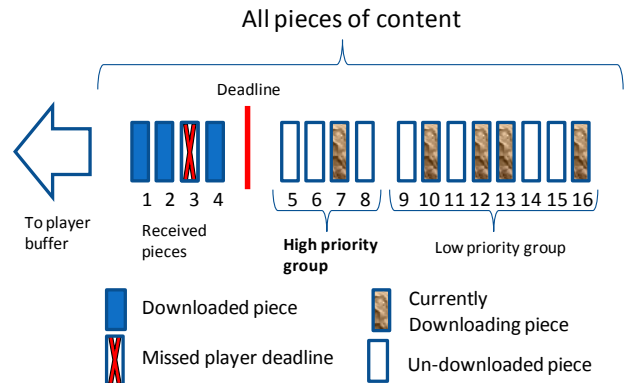 All pieces of content
Deadline
1 2 3 4 5 6 7 8 9 10 11 12 13 14 15 16
To player
buffer
Received
pieces
High priority
group
Low priority group
Downloaded piece
Currently
Downloading piece
Missed player deadline
Un-downloaded piece